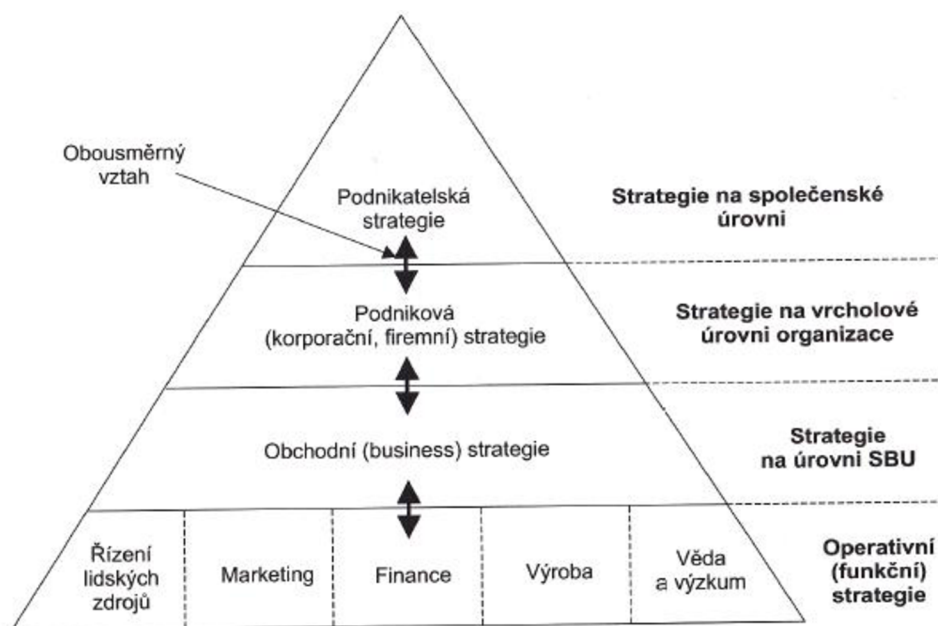 Obousměrný
vztah
Podnikatelská
strategie
Strategie na společenské
úrovni
Podniková
(korporační, firemní) strategie
Strategie na vrcholové
úrovni organizace
Obchodní (business) strategie
Strategie
na úrovni SBU
Řízení
lidských
zdrojů
Marketing
Finance
Výroba
Věda
a výzkum
Operativní
(funkční)
strategie